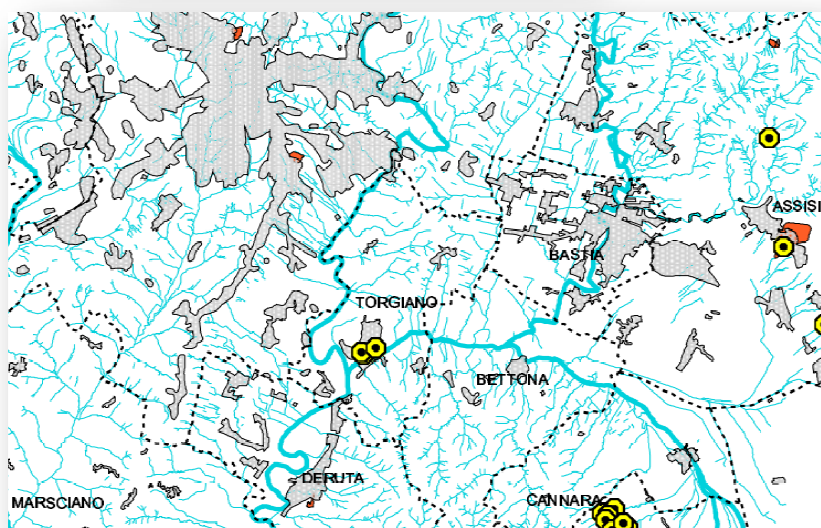 ASSISI
BASTIA
TORGIANO
BETTONA
DERUTA
CANNARA
MARSCIANO